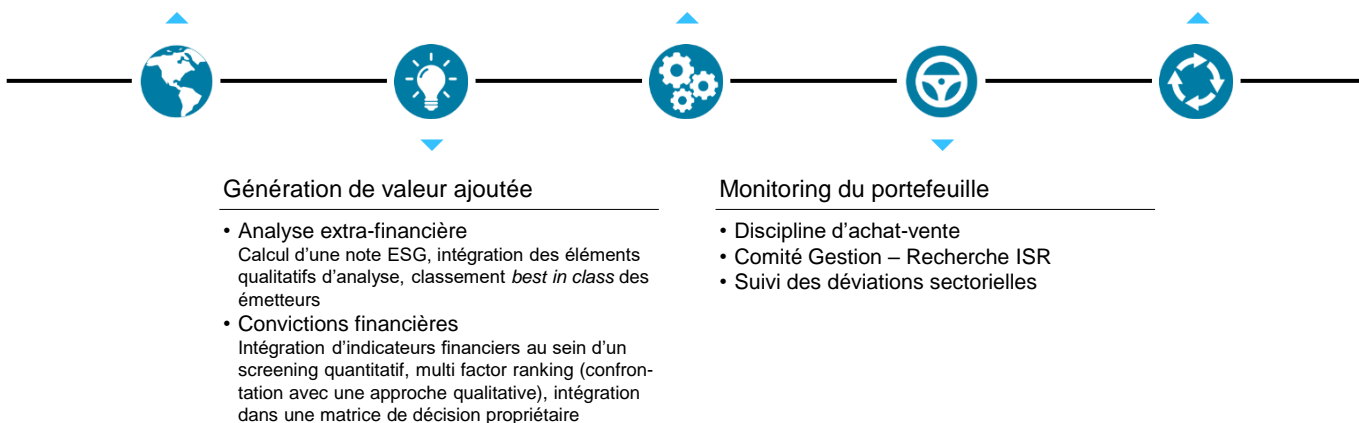 Génération de valeur ajoutée
• Analyse extra-financière
Calcul d'une note ESG, intégration des éléments
qualitatifs d'analyse, classement best in class des
émetteurs
• Convictions financières
Intégration d'indicateurs financiers au sein d'un
screening quantitatif, multi factor ranking (confron-
tation avec une approche qualitative), intégration
dans une matrice de décision propriétaire
Monitoring du portefeuille
• Discipline d'achat-vente
• Comité Gestion – Recherche ISR
• Suivi des déviations sectorielles